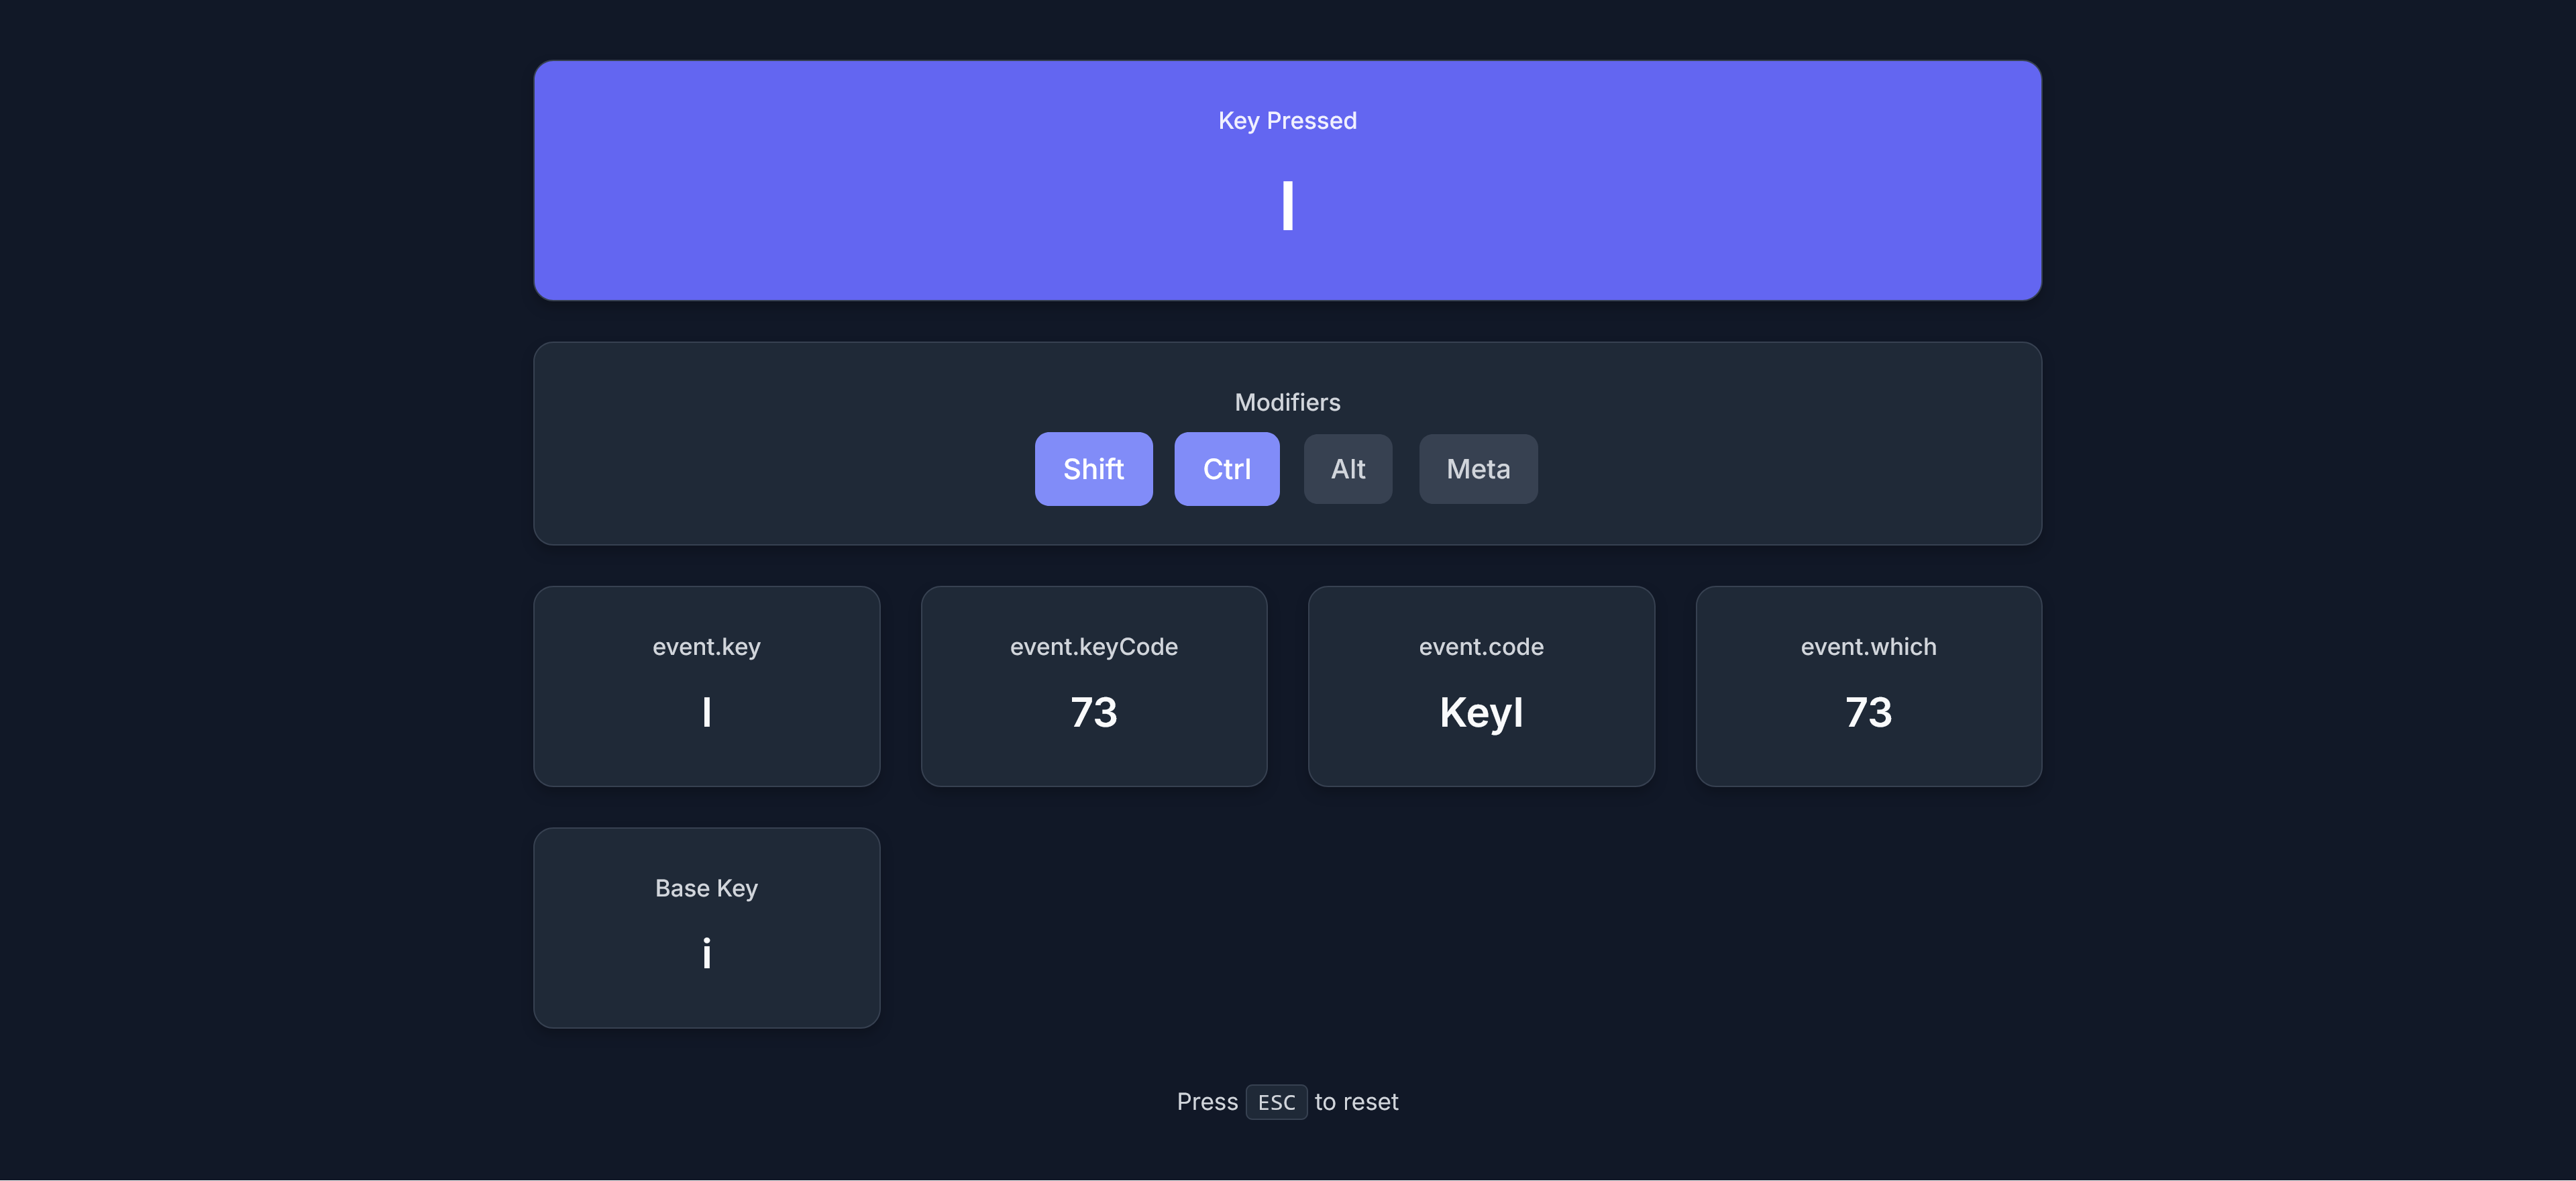 Key Pressed
I
Modifiers
Shift Ctrl Alt Meta
event.key
I
event.keyCode
73
event.code
KeyI
event.which
73
Base Key
i
Press ESC to reset